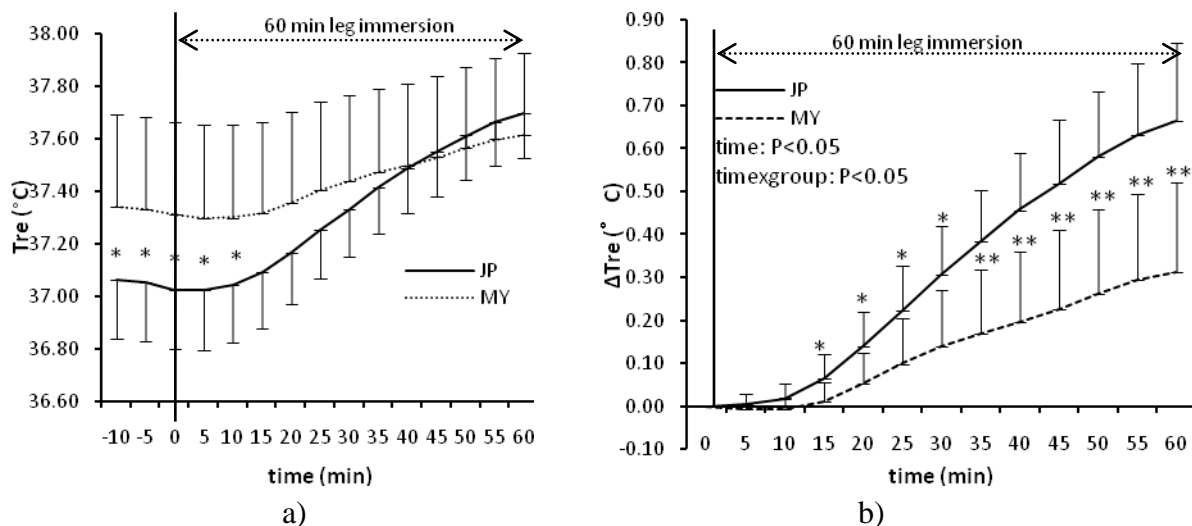 60 min leg immersion
38.00
37.80
37.60
37.40
37.20
37.00
36.80
36.60
Tre (°C)
* * * * *
JP
MY
-10 -5 0 5 10 15 20 25 30 35 40 45 50 55 60
time (min)
a)
60 min leg immersion
0.90
0.80
0.70
0.60
0.50
0.40
0.30
0.20
0.10
0.00
-0.10
ΔTre (°
JP
MY
time: P<0.05
timexgroup: P<0.05
* * * * ** ** ** ** ** **
0 5 10 15 20 25 30 35 40 45 50 55 60
time (min)
b)